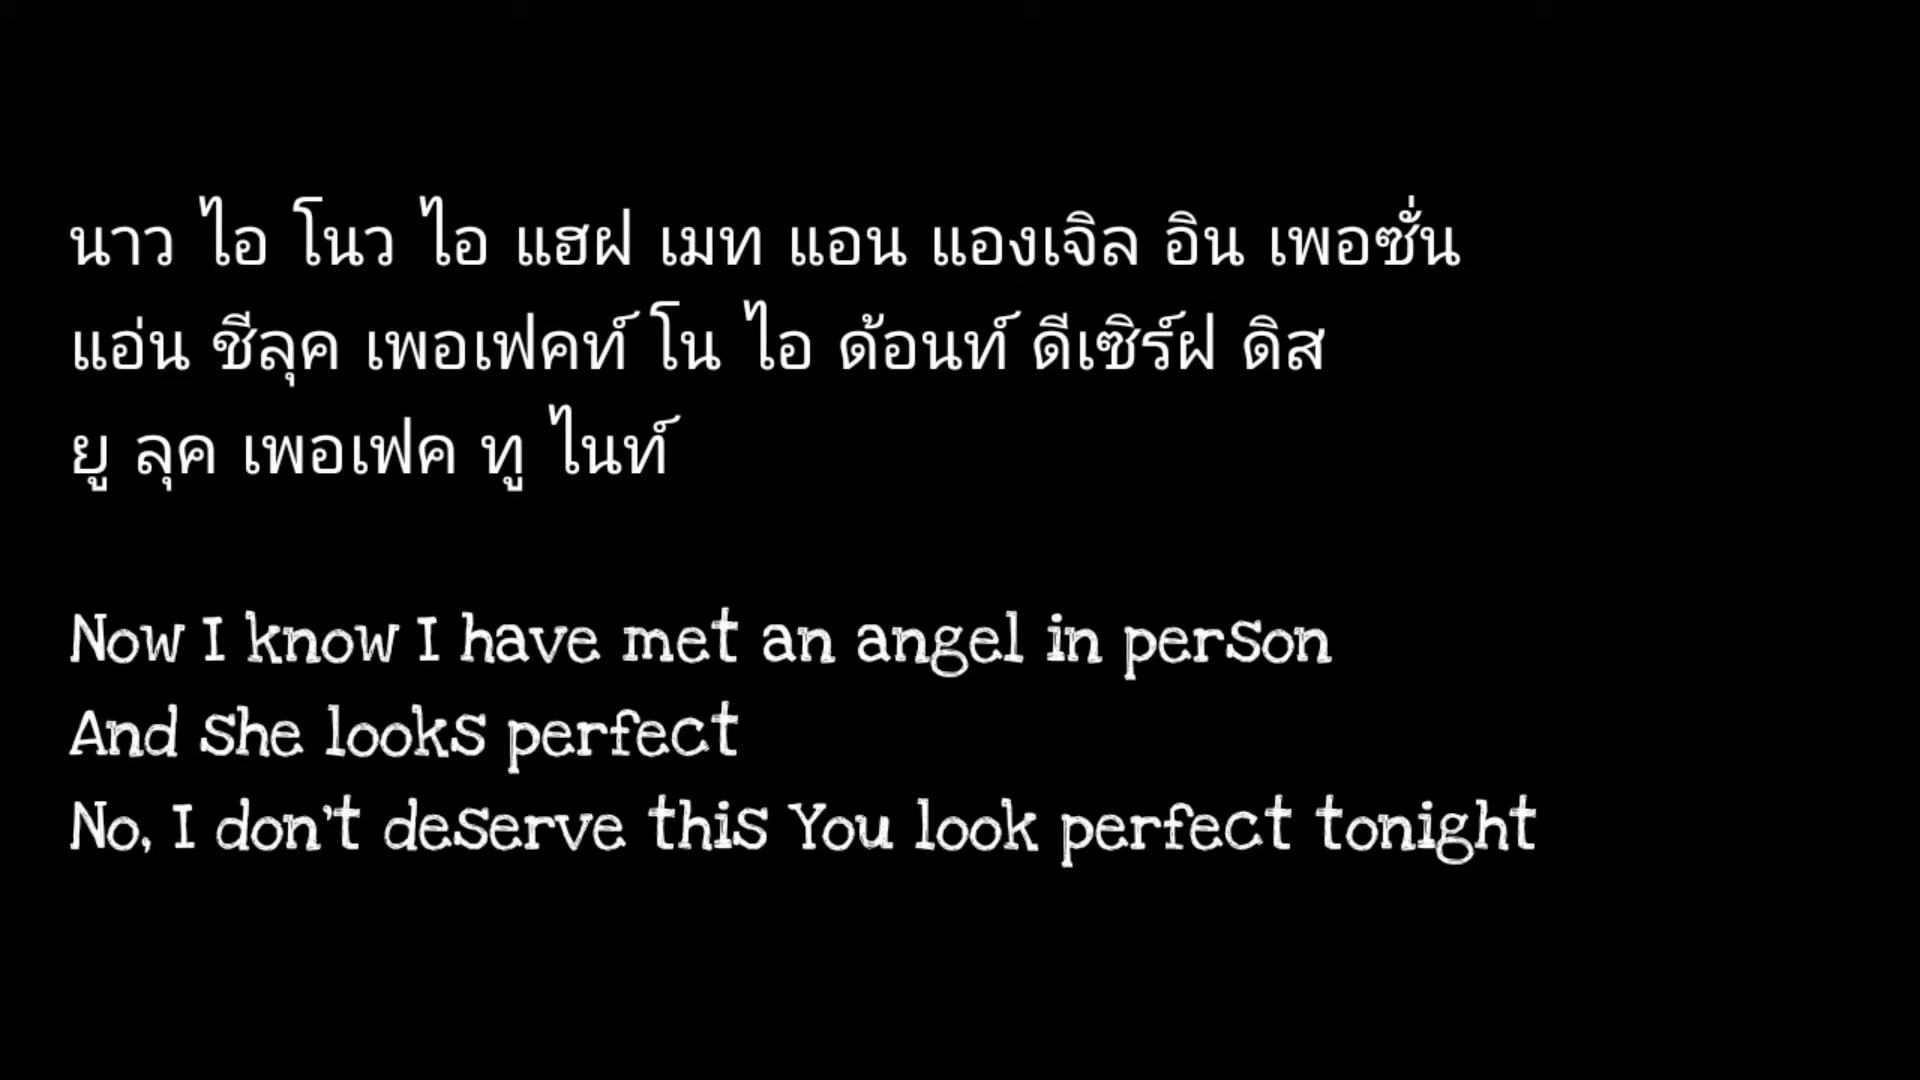 นาว ไอ โนว ไอ แฮฝ เมท แอน แองเจิล อิน เพอซั่น
แอ่น ชีลุค เพอเฟคท์ โน ไอ ด้อนท์ ดีเซิร์ฝ ดิส
ยู ลุค เพอเฟค ทู ไนท์
Now I know I have met an angel in person
And she looks perfect
No, I don't deserve this You look perfect tonight